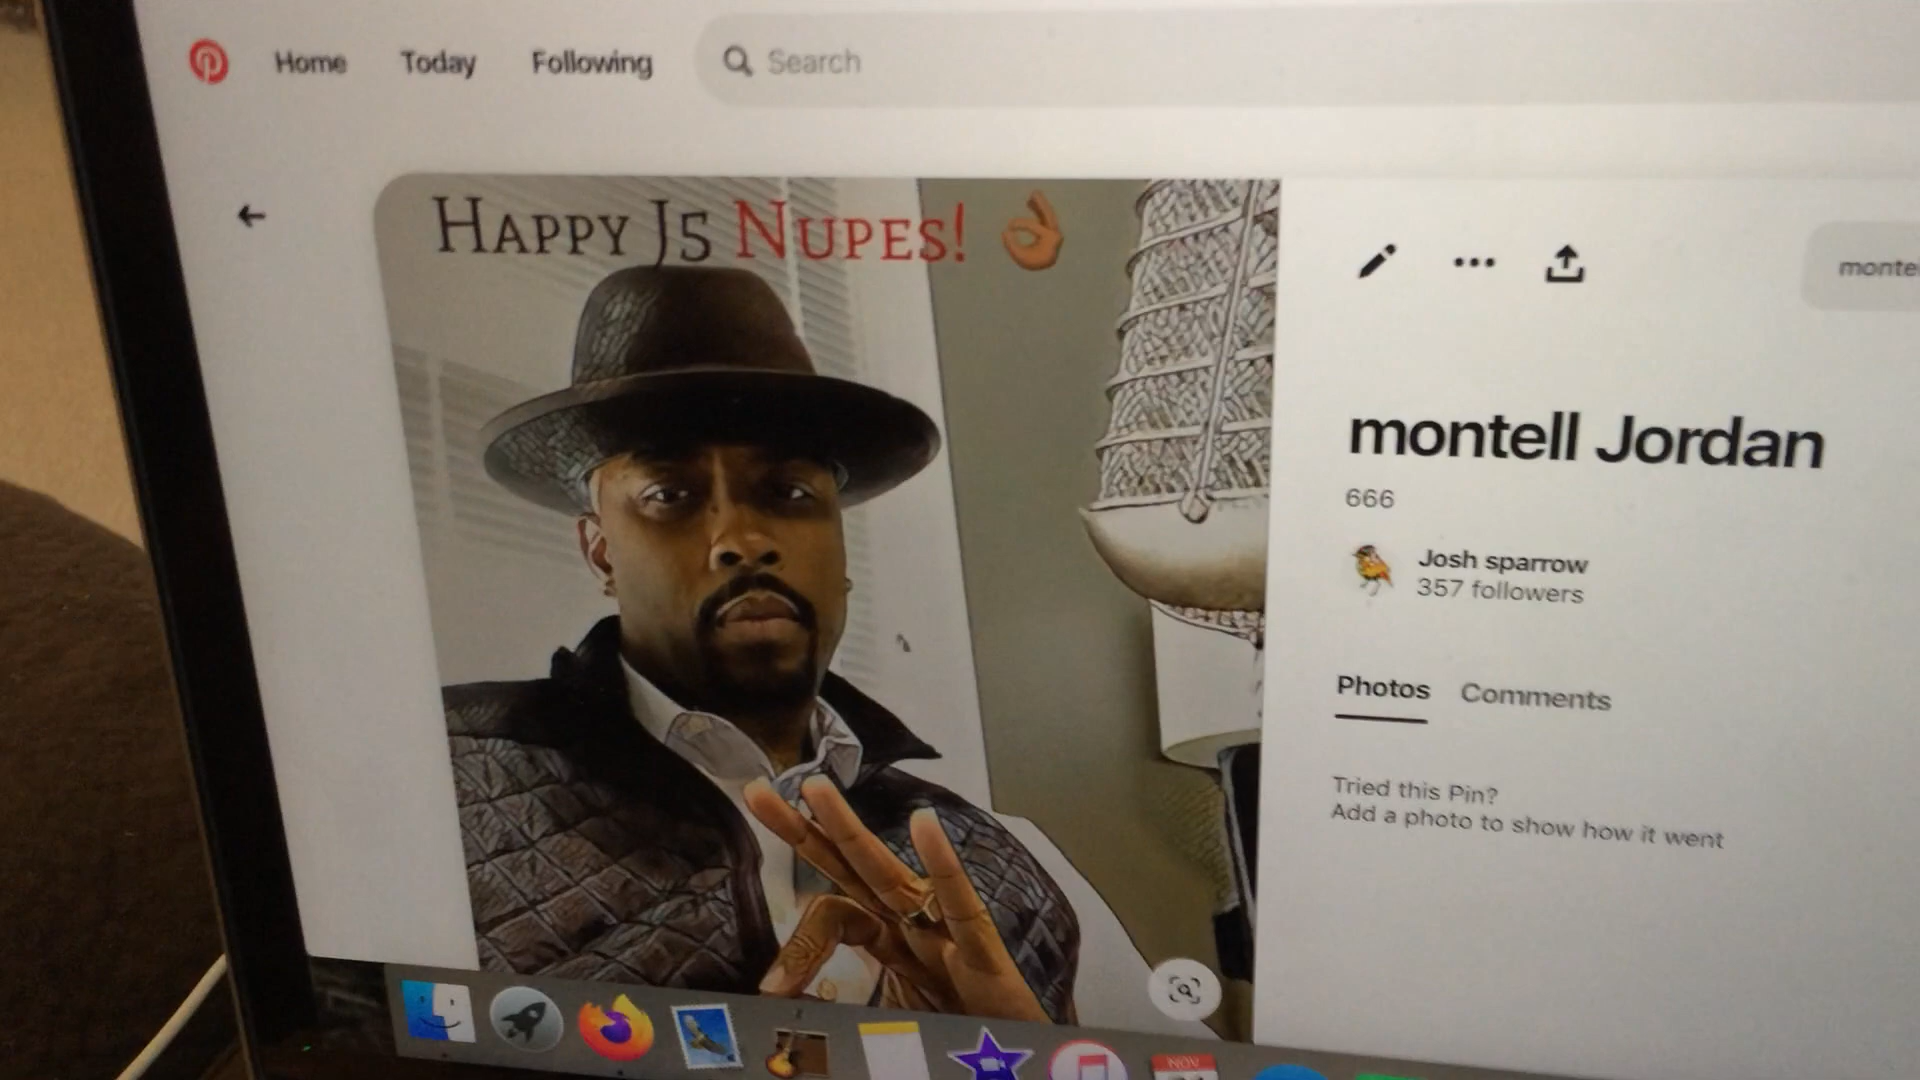 Home Today Following Search
HAPPY J5 NUPES!
montell Jordan
666
Josh sparrow
357 followers
Photos Comments
Tried this Pin?
Add a photo to show how it went
NOV